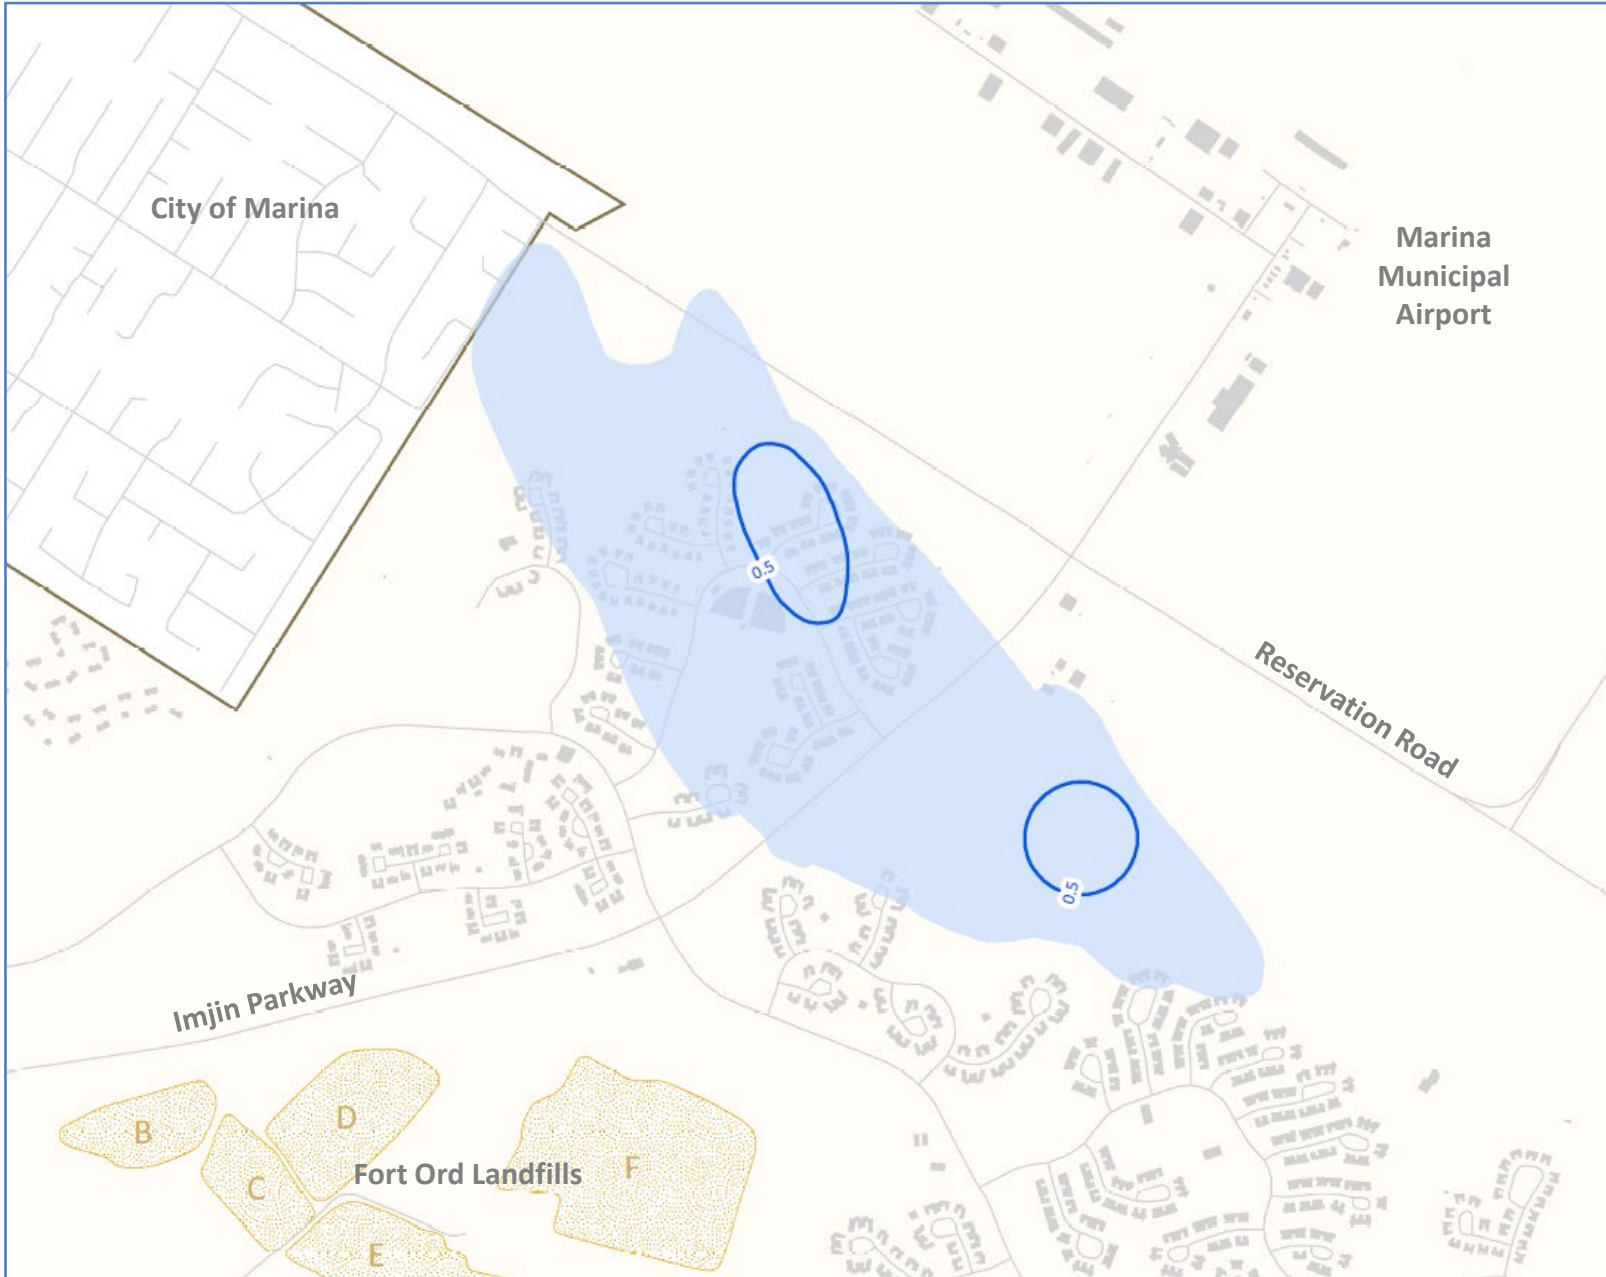 City of Marina
Marina
Municipal
Airport
0.5
Reservation Road
0.5
Imjin Parkway
B
D
C
Fort Ord Landfills
F
E